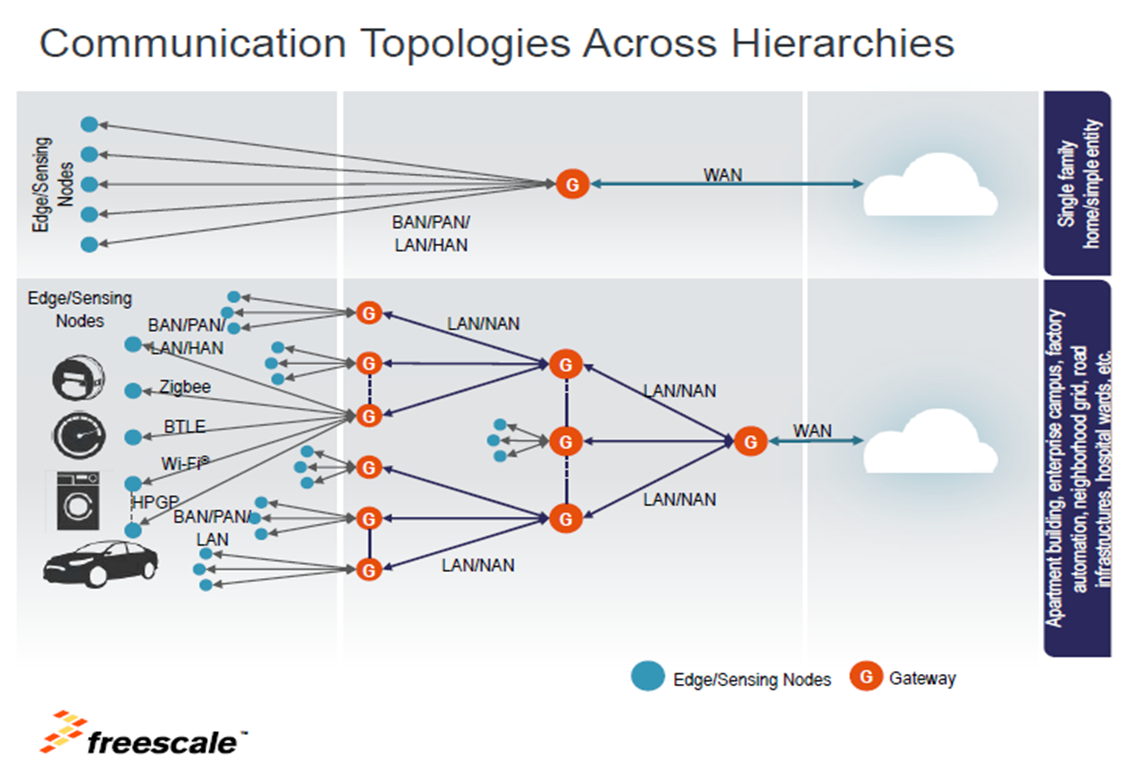 Communication Topologies Across Hierarchies
Edge/Sensing
Nodes
G
WAN
BAN/PAN/
LAN/HAN
Single family
home/simple entity
Edge/Sensing
Nodes
BAN/PAN/
LAN/HAN
Zigbee
BTLE
Wi-Fi®
HPGP
BAN/PAN/
LAN
G
G
G
G
G
G
LAN/NAN
LAN/NAN
G
G
G
LAN/NAN
LAN/NAN
G
WAN
Apartment building, enterprise campus, factory
automation, neighborhood grid, road
infrastructures, hospital wards, etc.
Edge/Sensing Nodes
G Gateway
freescale™